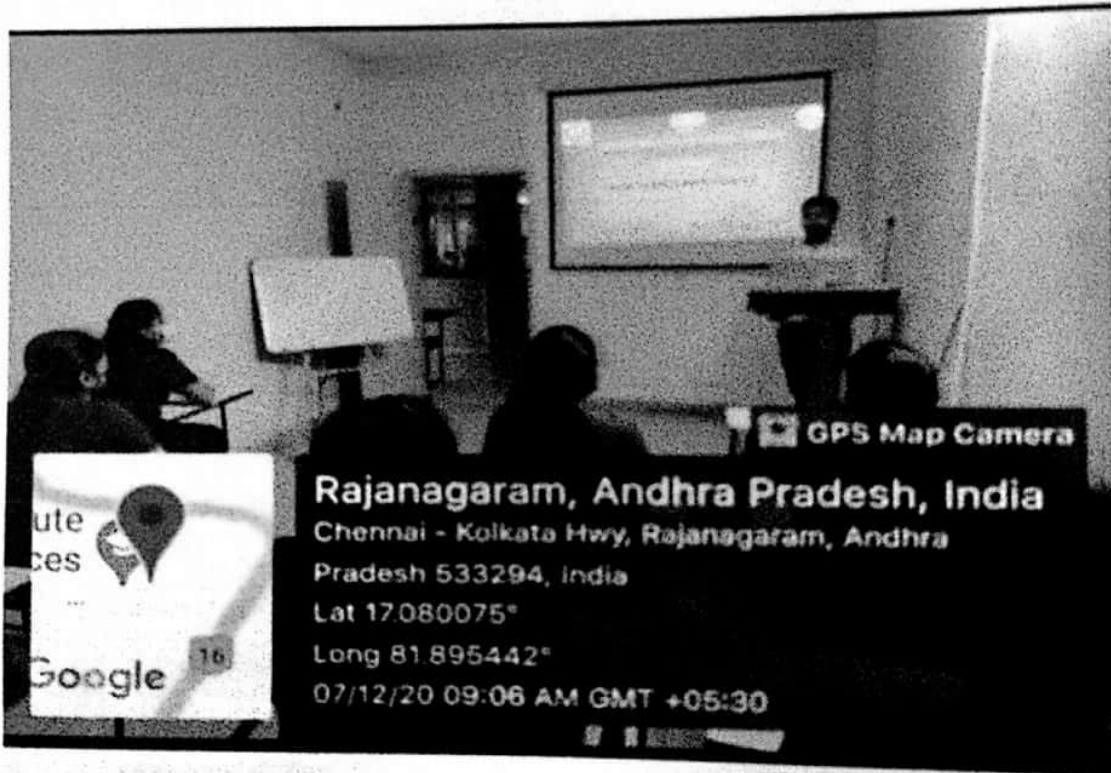 GPS Map Camera
Rajanagaram, Andhra Pradesh, India
Chennai - Kolkata Hwy, Rajanagaram, Andhra
Pradesh 533294, India
Lat 17.080075°
Long 81.895442°
07/12/20 09:06 AM GMT +05:30
ute
ces
...
16
Google